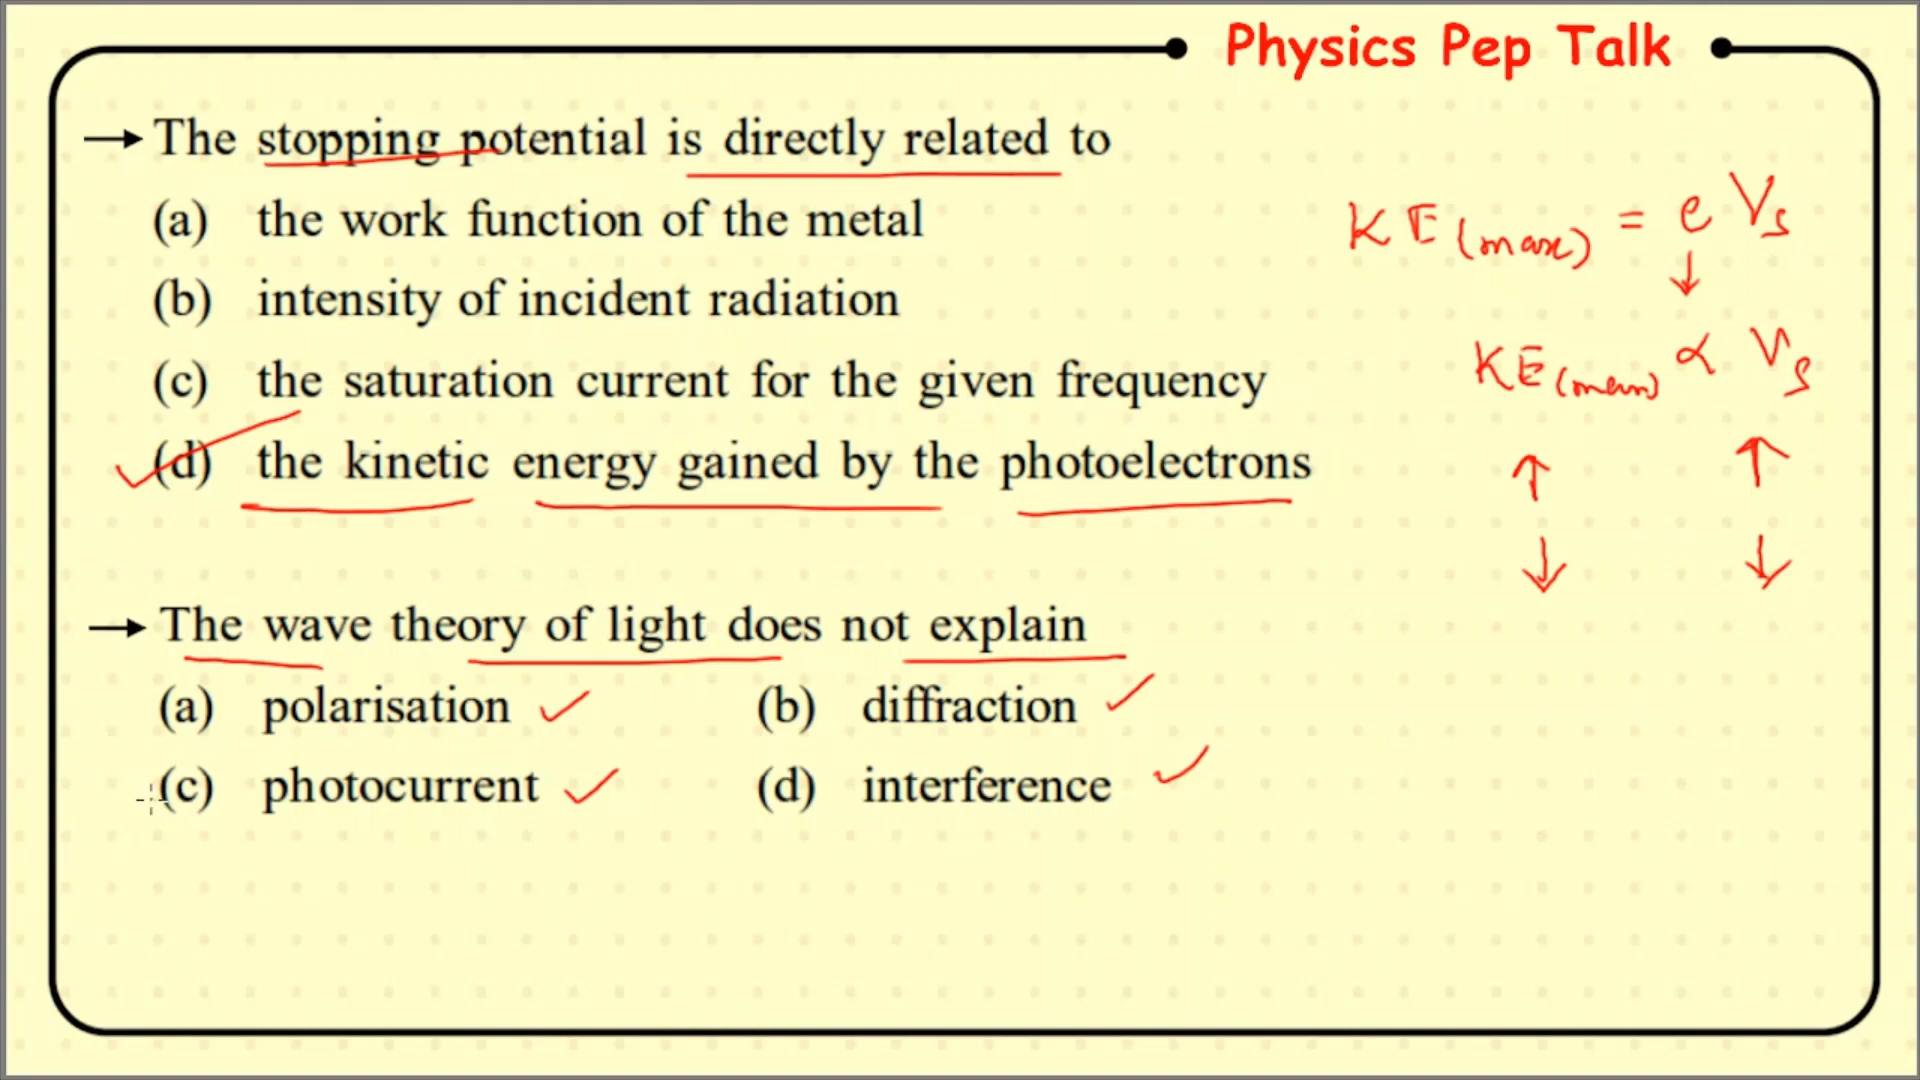 Physics Pep Talk
The stopping potential is directly related to
(a) the work function of the metal
(b) intensity of incident radiation
(c) the saturation current for the given frequency
(d) the kinetic energy gained by the photoelectrons
KE(max) = e Vs
KE(max) ∝ Vs
The wave theory of light does not explain
(a) polarisation (b) diffraction
(c) photocurrent (d) interference